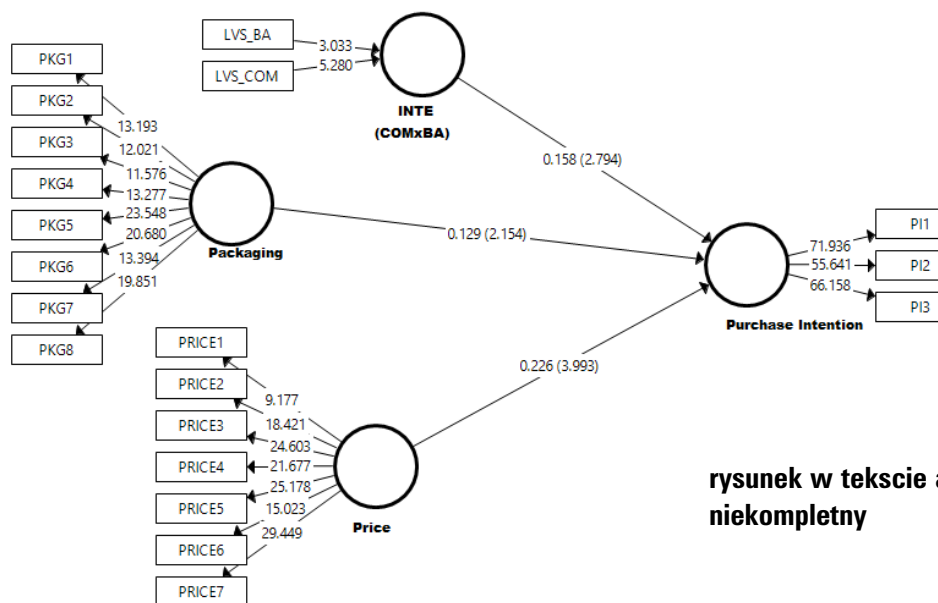 LVS_BA
3.033
LVS_COM
5.280
INTE
(COMxBA)
PKG1
PKG2
PKG3
PKG4
PKG5
PKG6
PKG7
PKG8
13.193
12.021
11.576
13.277
23.548
20.680
13.394
19.851
Packaging
0.158 (2.794)
0.129 (2.154)
0.226 (3.993)
71.936
55.641
66.158
PI1
PI2
PI3
Purchase Intention
PRICE1
PRICE2
PRICE3
PRICE4
PRICE5
PRICE6
PRICE7
9.177
18.421
24.603
21.677
25.178
15.023
29.449
Price
rysunek w tekscie
niekompletny